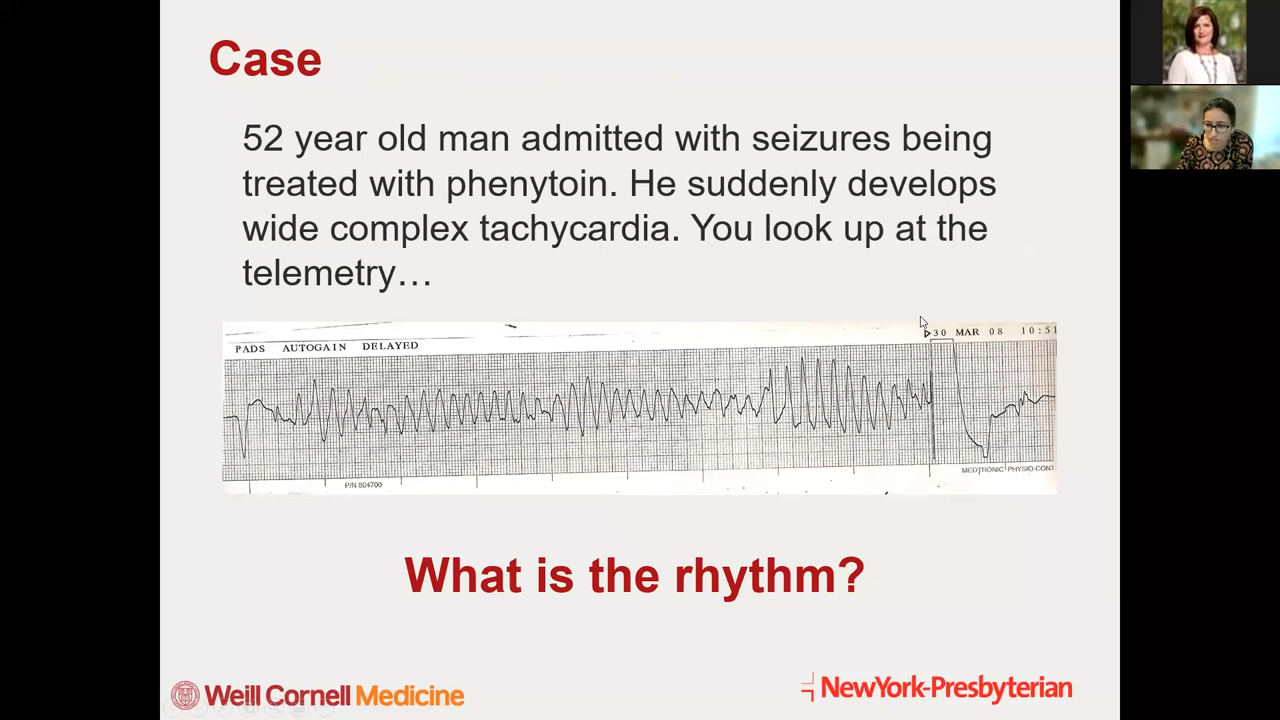 Case
52 year old man admitted with seizures being
treated with phenytoin. He suddenly develops
wide complex tachycardia. You look up at the
telemetry…
30 MAR 08 10:51
PADS AUTOGAIN DELAYED
P/N 804700
MEDTRONIC PHYSIO-CONT
What is the rhythm?
Weill Cornell Medicine
NewYork-Presbyterian